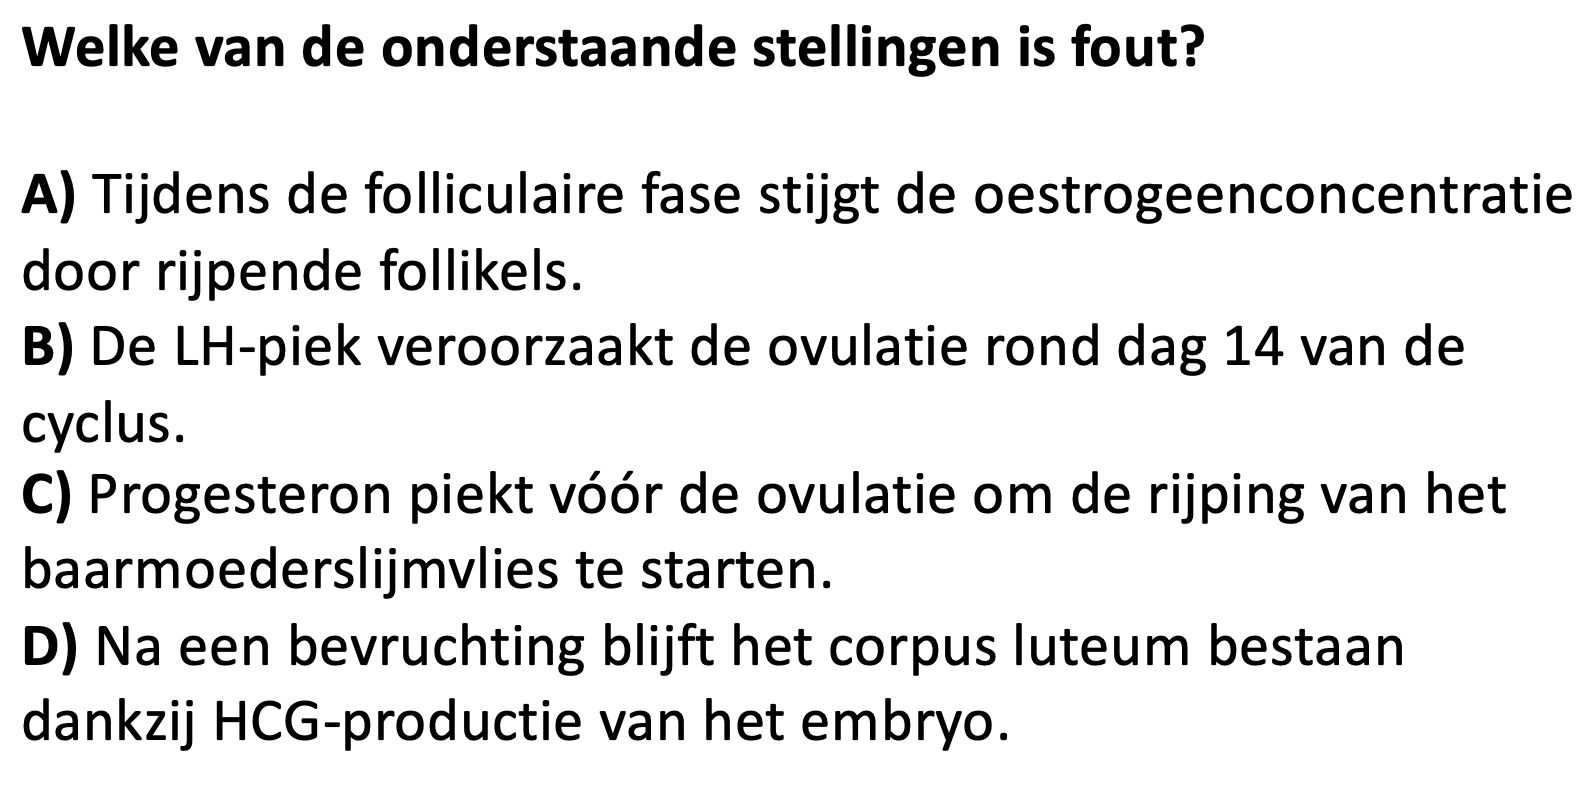 Welke van de onderstaande stellingen is fout?
A) Tijdens de folliculaire fase stijgt de oestrogeenconcentratie
door rijpende follikels.
B) De LH-piek veroorzaakt de ovulatie rond dag 14 van de
cyclus.
C) Progesteron piekt vóór de ovulatie om de rijping van het
baarmoederslijmvlies te starten.
D) Na een bevruchting blijft het corpus luteum bestaan
dankzij HCG-productie van het embryo.